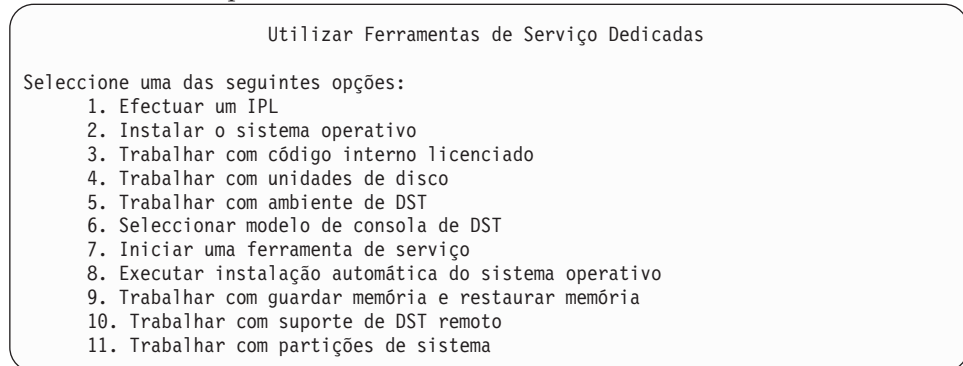 Utilizar Ferramentas de Serviço Dedicadas
Seleccione uma das seguintes opções:
1. Efectuar um IPL
2. Instalar o sistema operativo
3. Trabalhar com código interno licenciado
4. Trabalhar com unidades de disco
5. Trabalhar com ambiente de DST
6. Seleccionar modelo de consola de DST
7. Iniciar uma ferramenta de serviço
8. Executar instalação automática do sistema operativo
9. Trabalhar com guardar memória e restaurar memória
10. Trabalhar com suporte de DST remoto
11. Trabalhar com partições de sistema